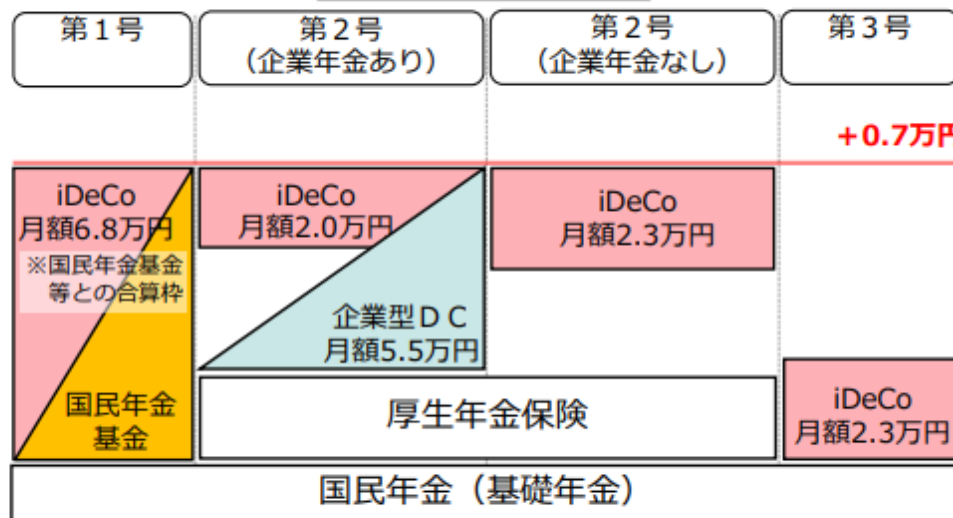 第1号
第2号
（企業年金あり）
第2号
（企業年金なし）
第3号
+0.7万円
iDeCo
月額6.8万円
※国民年金基金
等との合算枠
国民年金
基金
iDeCo
月額2.0万円
企業型DC
月額5.5万円
iDeCo
月額2.3万円
厚生年金保険
iDeCo
月額2.3万円
国民年金（基礎年金）